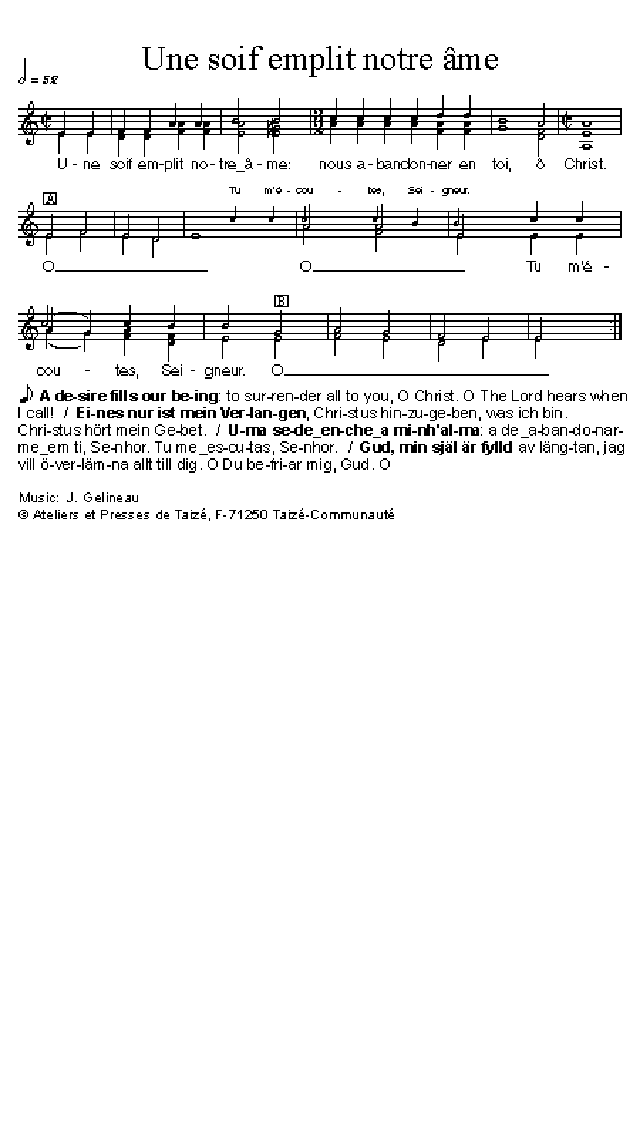 Une soif emplit notre âme
= 52
U - ne soif em-plit no-tre_â-me: nous a-bandon-ner en toi, ô Christ.
A
Tu m'é - cou - tes, Sei - gneur.
O O Tu m'é -
B
cou - tes, Sei - gneur. O
A de-sire fills our be-ing: to sur-ren-der all to you, O Christ. O The Lord hears when
I call! / Ei-nes nur ist mein Ver-lan-gen, Chri-stus hin-zu-ge-ben, was ich bin.
Chri-stus hört mein Ge-bet. / U-ma se-de_en-che_a mi-nh'al-ma: a de_a-ban-do-nar-
me_em ti, Se-nhor. Tu me_es-cu-tas, Se-nhor. / Gud, min själ är fylld av läng-tan, jag
vill ö-ver-läm-na allt till dig. O Du be-fri-ar mig, Gud. O
Music: J. Gelineau
© Ateliers et Presses de Taizé, F-71250 Taizé-Communauté